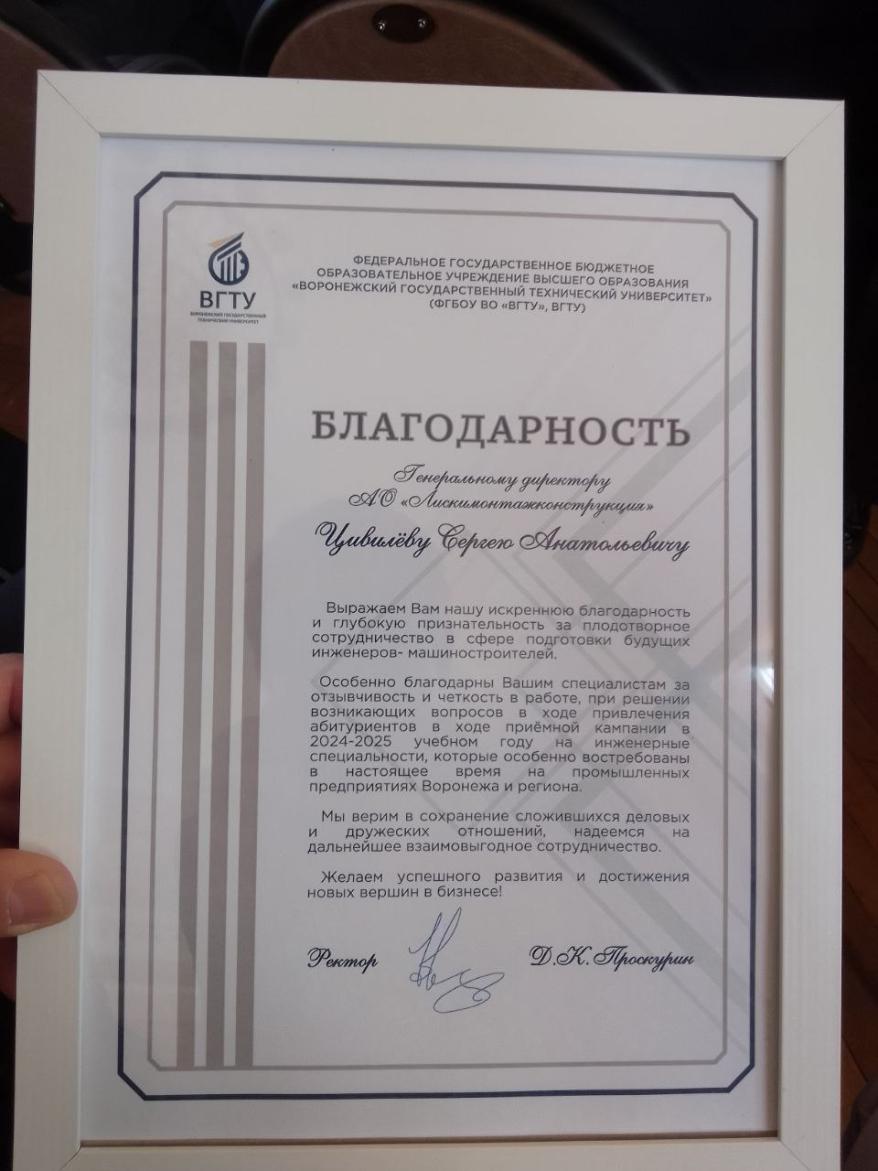 ВГТУ
ВОРОНЕЖСКИЙ ГОСУДАРСТВЕННЫЙ
ТЕХНИЧЕСКИЙ УНИВЕРСИТЕТ
ФЕДЕРАЛЬНОЕ ГОСУДАРСТВЕННОЕ БЮДЖЕТНОЕ
ОБРАЗОВАТЕЛЬНОЕ УЧРЕЖДЕНИЕ ВЫСШЕГО ОБРАЗОВАНИЯ
«ВОРОНЕЖСКИЙ ГОСУДАРСТВЕННЫЙ ТЕХНИЧЕСКИЙ УНИВЕРСИТЕТ»
(ФГБОУ ВО «ВГТУ», ВГТУ)
БЛАГОДАРНОСТЬ
Генеральному директору
АО «Лискимонтажконструкция»
Цивилёву Сергею Анатольевичу
Выражаем Вам нашу искреннюю благодарность
и глубокую признательность за плодотворное
сотрудничество в сфере подготовки будущих
инженеров- машиностроителей.
Особенно благодарны Вашим специалистам за
отзывчивость и четкость в работе, при решении
возникающих вопросов в ходе привлечения
абитуриентов в ходе приёмной кампании в
2024-2025 учебном году на инженерные
специальности, которые особенно востребованы
в настоящее время на промышленных
предприятиях Воронежа и региона.
Мы верим в сохранение сложившихся деловых
и дружеских отношений, надеемся на
дальнейшее взаимовыгодное сотрудничество.
Желаем успешного развития и достижения
новых вершин в бизнесе!
Ректор Д.К. Проскурин